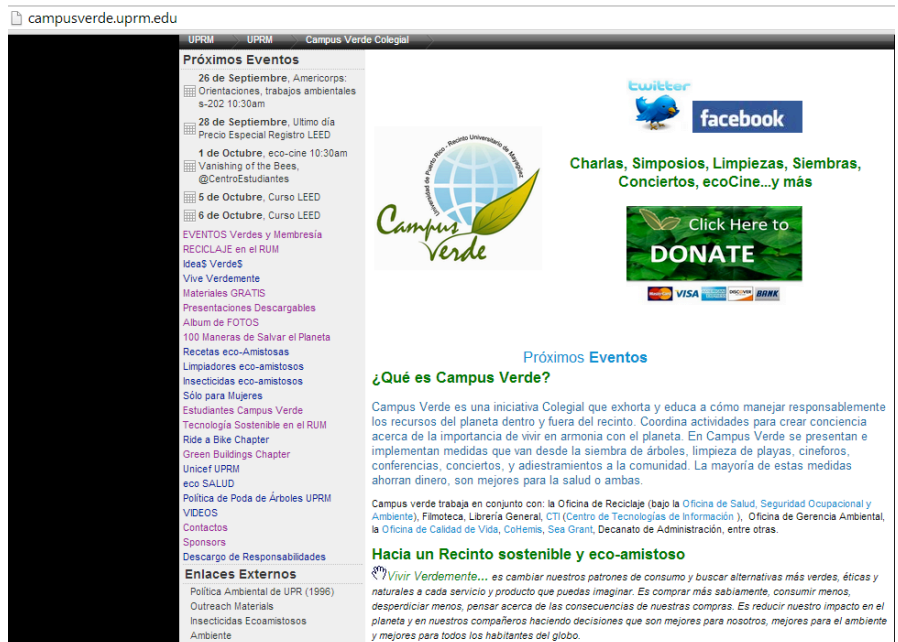 campusverde.uprm.edu
UPRM UPRM Campus Verde Colegial
Próximos Eventos
26 de Septiembre, Americorps:
Orientaciones, trabajos ambientales
s-202 10:30am
28 de Septiembre, Ultimo día
Precio Especial Registro LEED
1 de Octubre, eco-cine 10:30am
Vanishing of the Bees,
@CentroEstudiantes
5 de Octubre, Curso LEED
6 de Octubre, Curso LEED
EVENTOS Verdes y Membresía
RECICLAJE en el RUM
Idea$ Verde$
Vive Verdemente
Materiales GRATIS
Presentaciones Descargables
Album de FOTOS
100 Maneras de Salvar el Planeta
Recetas eco-Amistosas
Limpiadores eco-amistosos
Insecticidas eco-amistosos
Sólo para Mujeres
Estudiantes Campus Verde
Tecnología Sostenible en el RUM
Ride a Bike Chapter
Green Buildings Chapter
Unicef UPRM
eco SALUD
Política de Poda de Árboles UPRM
VIDEOS
Contactos
Sponsors
Descargo de Responsabilidades
Enlaces Externos
Política Ambiental de UPR (1996)
Outreach Materials
Insecticidas Ecoamistosos
Ambiente
Universidad de Puerto Rico - Recinto Universitario de Mayagüez
Campus
Verde
twitter
facebook
Charlas, Simposios, Limpiezas, Siembras,
Conciertos, ecoCine...y más
Click Here to
DONATE
MasterCard VISA DISCOVER BANK
Próximos Eventos
¿Qué es Campus Verde?
Campus Verde es una iniciativa Colegial que exhorta y educa a cómo manejar responsablemente
los recursos del planeta dentro y fuera del recinto. Coordina actividades para crear conciencia
acerca de la importancia de vivir en armonia con el planeta. En Campus Verde se presentan e
implementan medidas que van desde la siembra de árboles, limpieza de playas, cineforos,
conferencias, conciertos, y adiestramientos a la comunidad. La mayoría de estas medidas
ahorran dinero, son mejores para la salud o ambas.
Campus verde trabaja en conjunto con: la Oficina de Reciclaje (bajo la Oficina de Salud, Seguridad Ocupacional y
Ambiente), Filmoteca, Librería General, CTI (Centro de Tecnologías de Información ), Oficina de Gerencia Ambiental,
la Oficina de Calidad de Vida, CoHemis, Sea Grant, Decanato de Administración, entre otras.
Hacia un Recinto sostenible y eco-amistoso
Vivir Verdemente... es cambiar nuestros patrones de consumo y buscar alternativas más verdes, éticas y
naturales a cada servicio y producto que puedas imaginar. Es comprar más sabiamente, consumir menos,
desperdiciar menos, pensar acerca de las consecuencias de nuestras compras. Es reducir nuestro impacto en el
planeta y en nuestros compañeros haciendo decisiones que son mejores para nosotros, mejores para el ambiente
y mejores para todos los habitantes del globo.